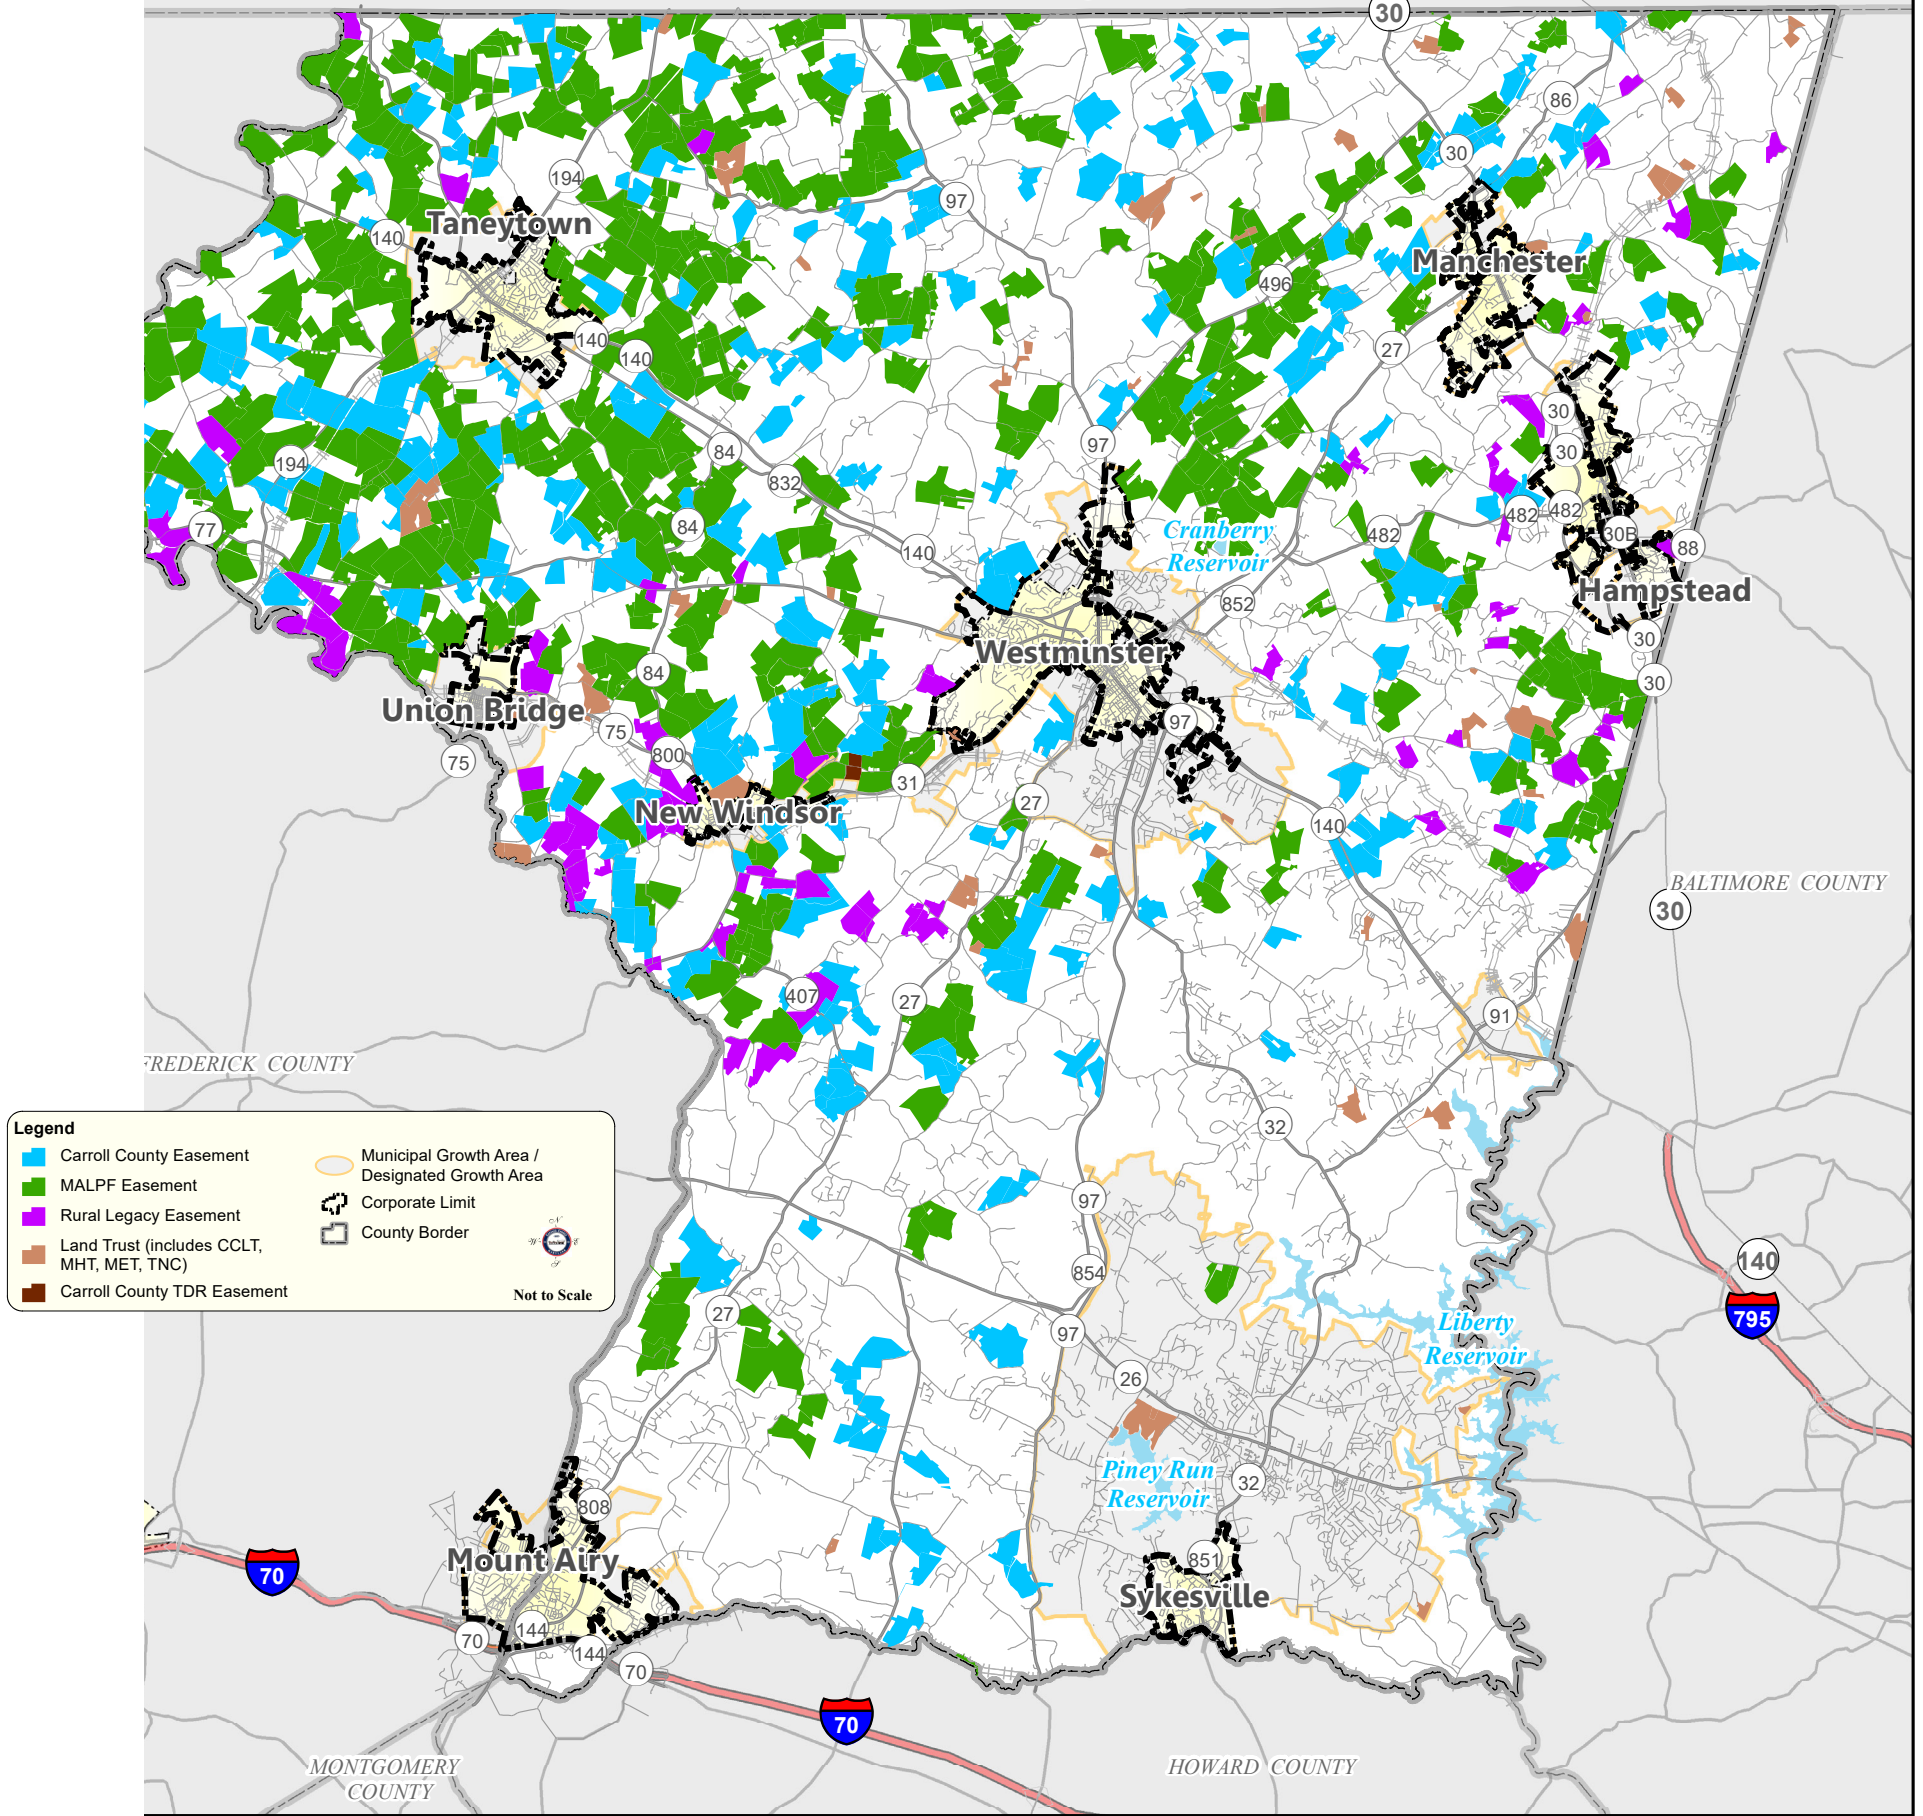 30
86
30
194
97
Taneytown
140
Manchester
496
140
140
27
30
97
30
84
194
832
482
482
84
77
482
30B
Cranberry
Reservoir
88
140
Hampstead
852
30
Westminster
84
30
Union Bridge
97
75
800
75
31
27
New Windsor
140
BALTIMORE COUNTY
30
407
27
91
FREDERICK COUNTY
32
Legend
Carroll County Easement
MALPF Easement
Rural Legacy Easement
Land Trust (includes CCLT,
MHT, MET, TNC)
Carroll County TDR Easement
Municipal Growth Area /
Designated Growth Area
Corporate Limit
County Border
N
W
E
S
Not to Scale
97
140
854
795
27
Liberty
Reservoir
97
26
Piney Run
Reservoir
32
808
Mount Airy
851
70
Sykesville
144
70
144
70
70
MONTGOMERY
COUNTY
HOWARD COUNTY